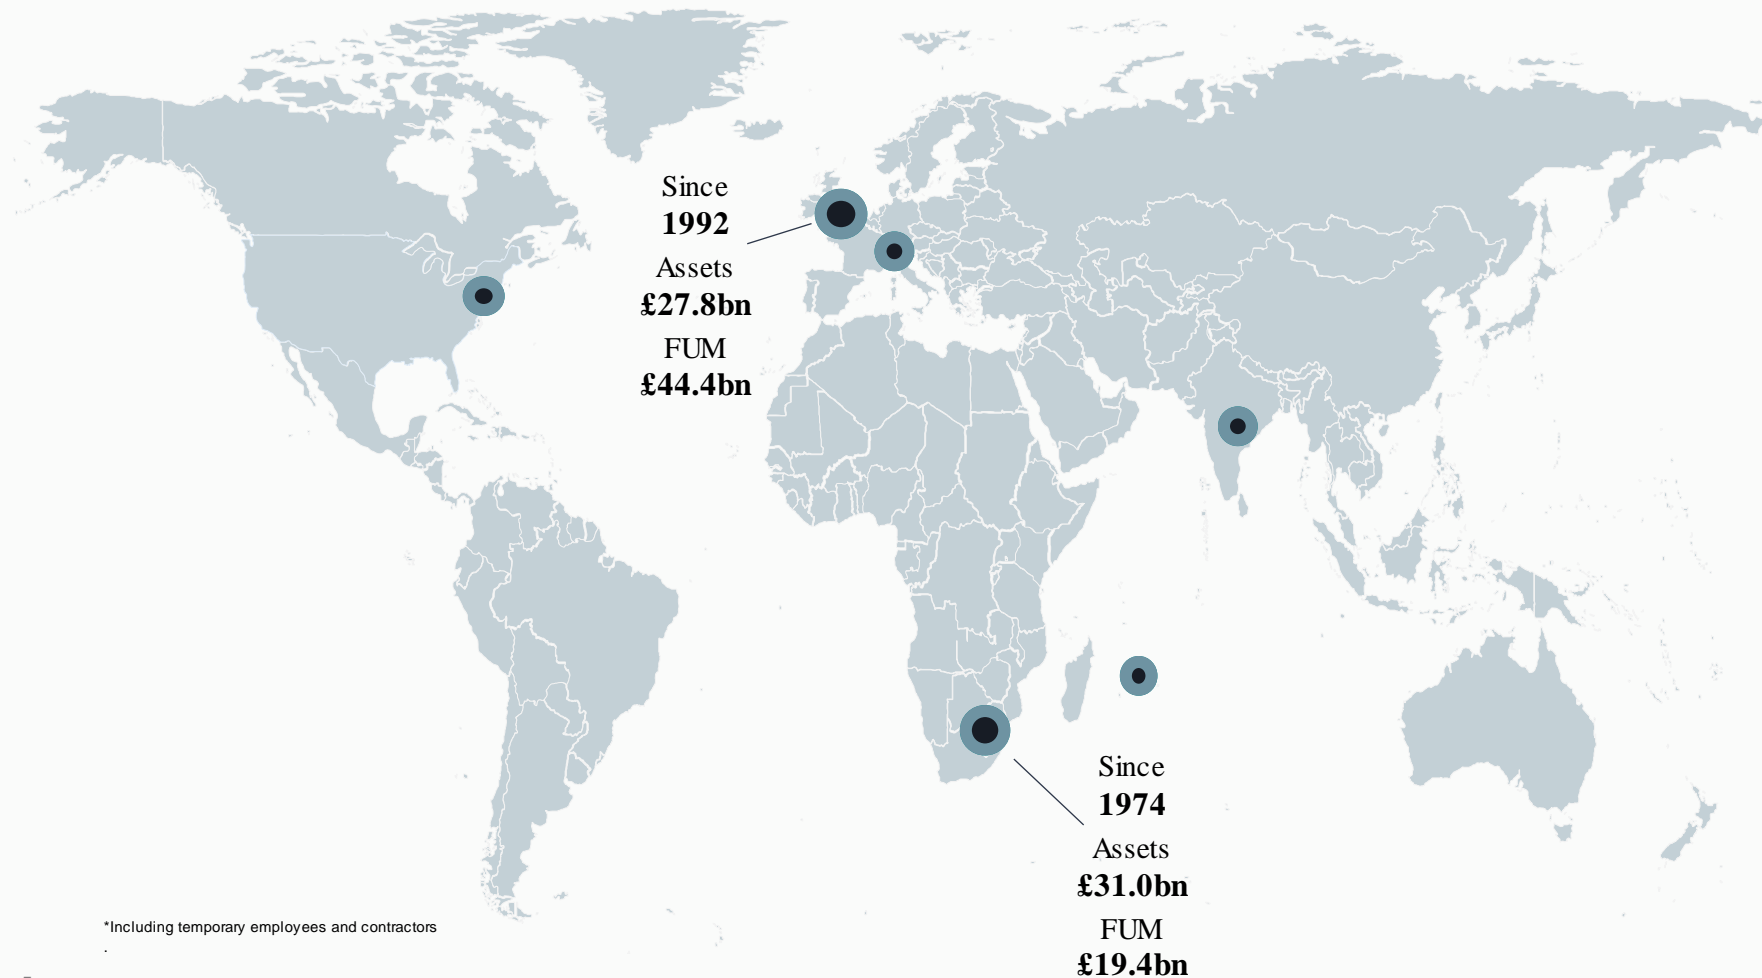 Since
1992
Assets
£27.8bn
FUM
£44.4bn
Since
1974
Assets
£31.0bn
FUM
£19.4bn
*Including temporary employees and contractors
.